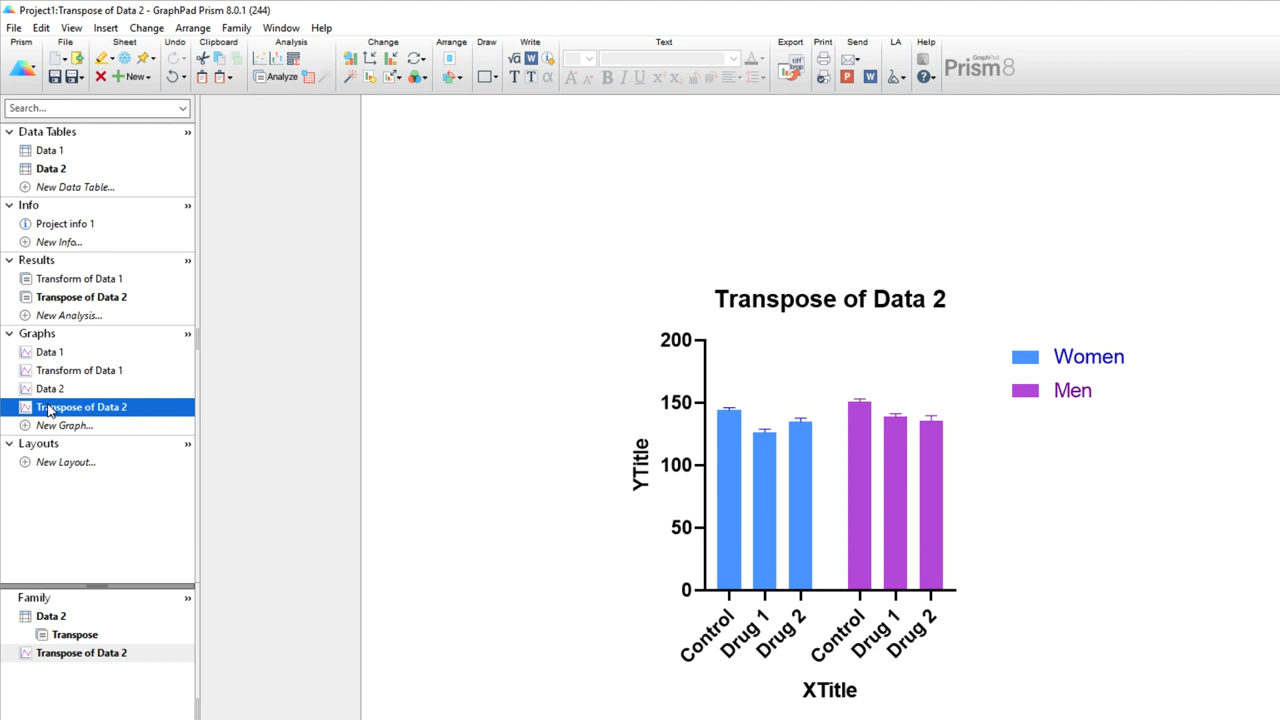 Project1:Transpose of Data 2 - GraphPad Prism 8.0.1 (244)
File Edit View Insert Change Arrange Family Window Help
Prism File Sheet Undo Clipboard Analysis Change Arrange Draw Write Text Export Print Send LA Help
New
Analyze
GraphPad
Prism 8
Search...
Data Tables
Data 1
Data 2
New Data Table...
Info
Project info 1
New Info...
Results
Transform of Data 1
Transpose of Data 2
New Analysis...
Graphs
Data 1
Transform of Data 1
Data 2
Transpose of Data 2
New Graph...
Layouts
New Layout...
Family
Data 2
Transpose
Transpose of Data 2
Transpose of Data 2
200
150
100
50
0
YTitle
Control Drug 1 Drug 2 Control Drug 1 Drug 2
XTitle
Women
Men